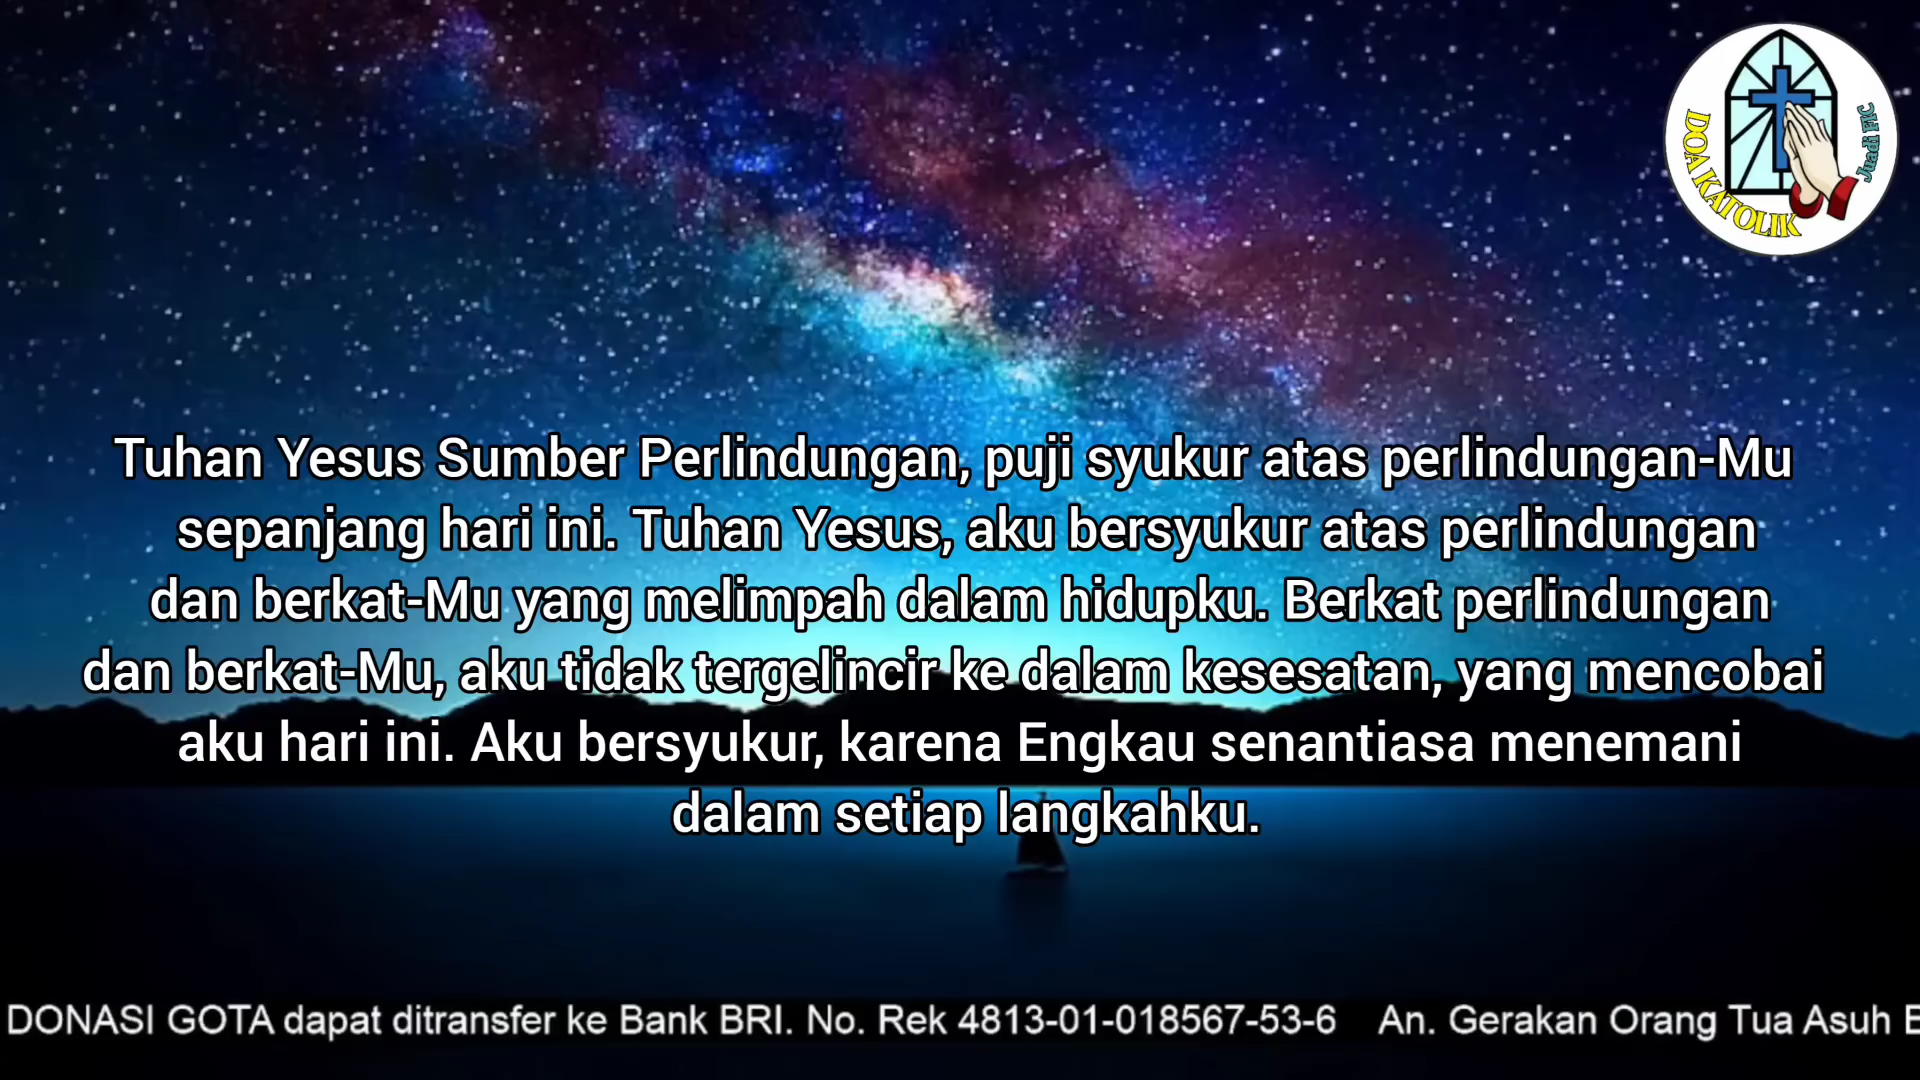 DOA KATOLIK
Juadi FIC
Tuhan Yesus Sumber Perlindungan, puji syukur atas perlindungan-Mu
sepanjang hari ini. Tuhan Yesus, aku bersyukur atas perlindungan
dan berkat-Mu yang melimpah dalam hidupku. Berkat perlindungan
dan berkat-Mu, aku tidak tergelincir ke dalam kesesatan, yang mencobai
aku hari ini. Aku bersyukur, karena Engkau senantiasa menemani
dalam setiap langkahku.
DONASI GOTA dapat ditransfer ke Bank BRI. No. Rek 4813-01-018567-53-6 An. Gerakan Orang Tua Asuh